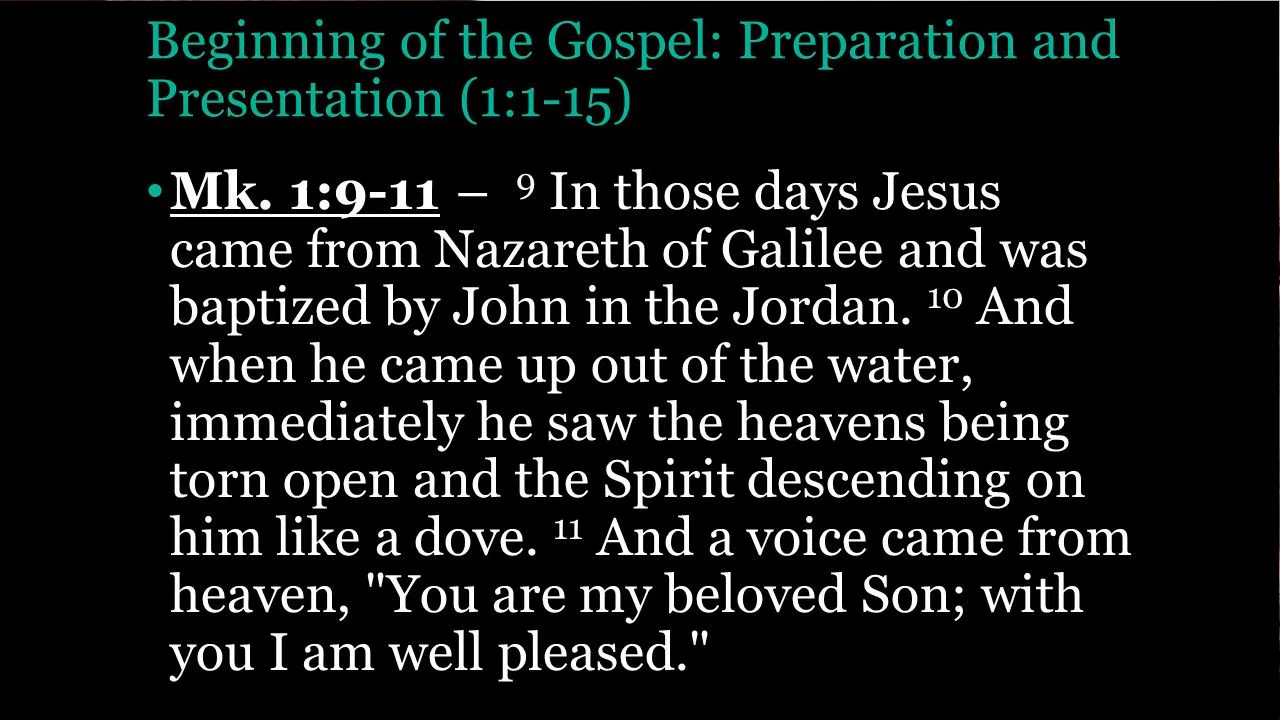 Beginning of the Gospel: Preparation and
Presentation (1:1-15)
• Mk. 1:9-11 – 9 In those days Jesus
came from Nazareth of Galilee and was
baptized by John in the Jordan. 10 And
when he came up out of the water,
immediately he saw the heavens being
torn open and the Spirit descending on
him like a dove. 11 And a voice came from
heaven, "You are my beloved Son; with
you I am well pleased."